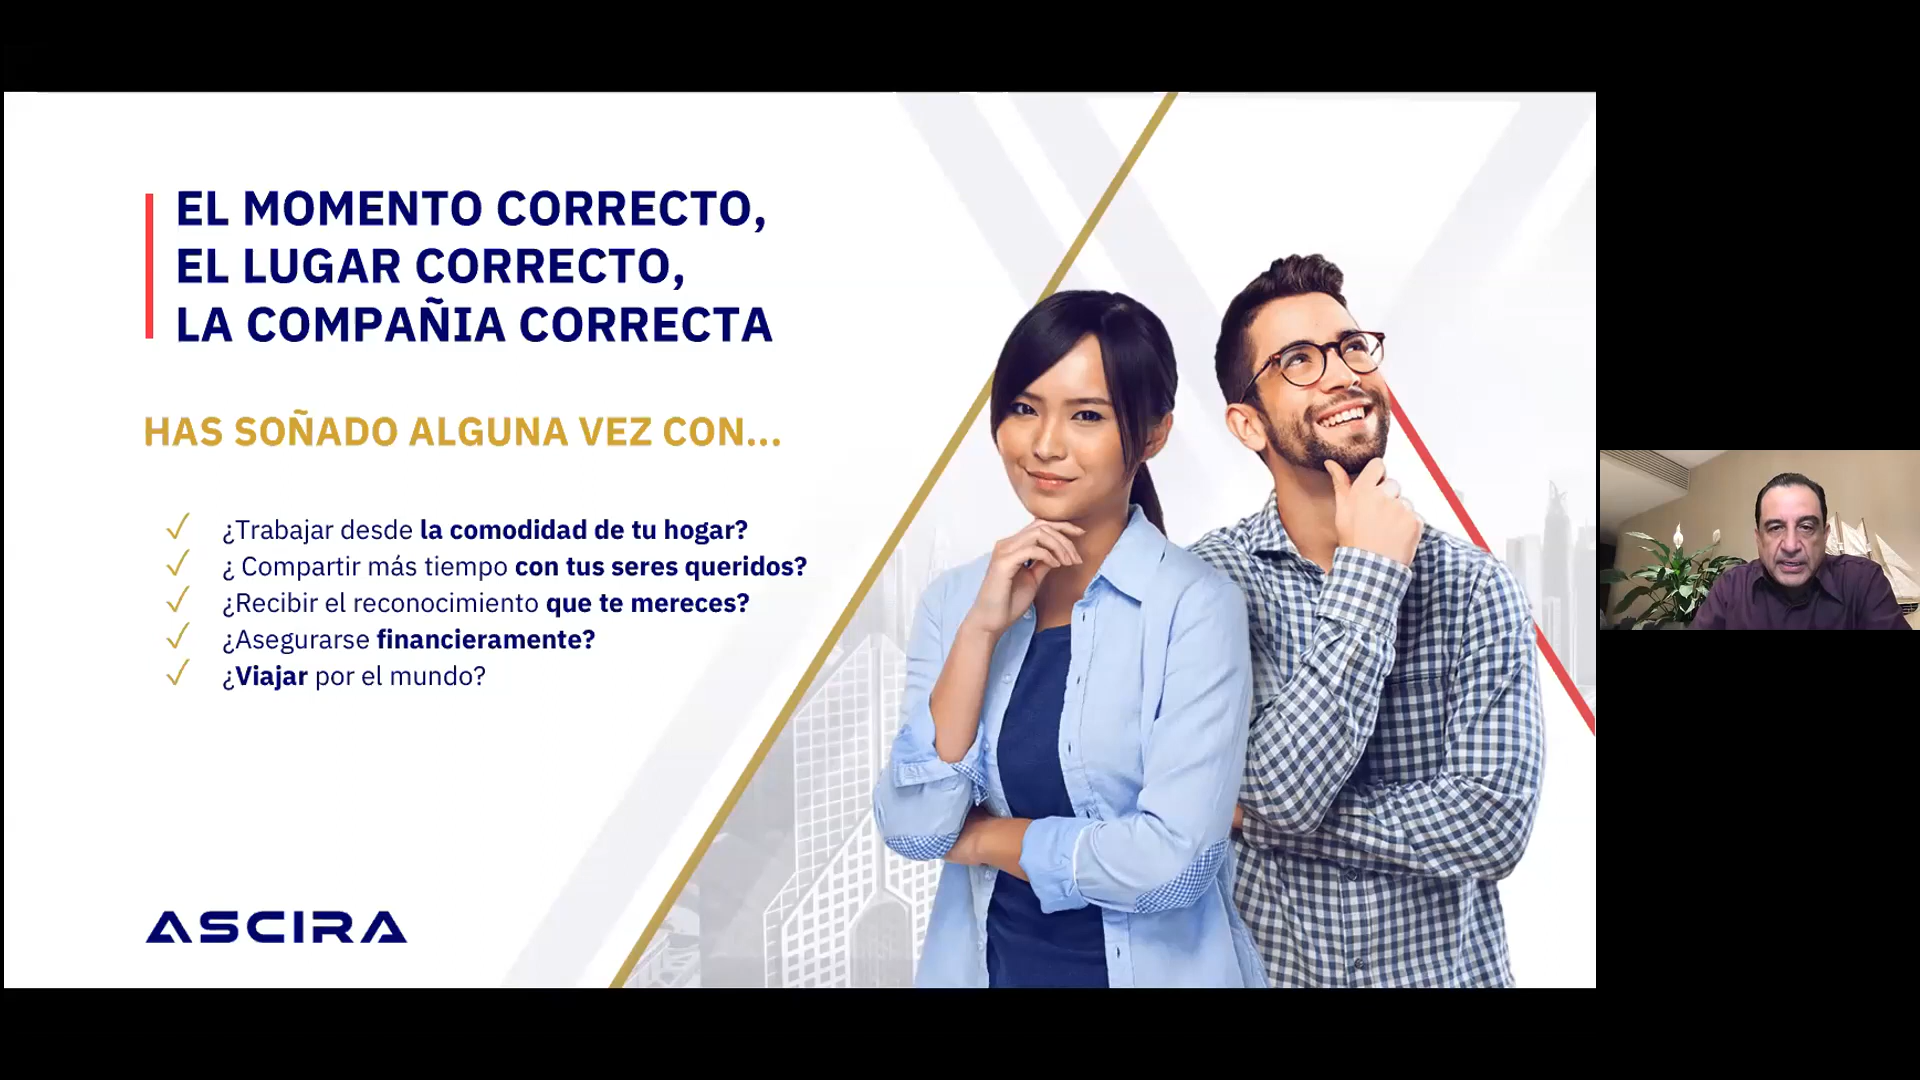 EL MOMENTO CORRECTO,
EL LUGAR CORRECTO,
LA COMPAÑIA CORRECTA
HAS SOÑADO ALGUNA VEZ CON...
✓ ¿Trabajar desde la comodidad de tu hogar?
✓ ¿ Compartir más tiempo con tus seres queridos?
✓ ¿Recibir el reconocimiento que te mereces?
✓ ¿Asegurarse financieramente?
✓ ¿Viajar por el mundo?
ASCIRA